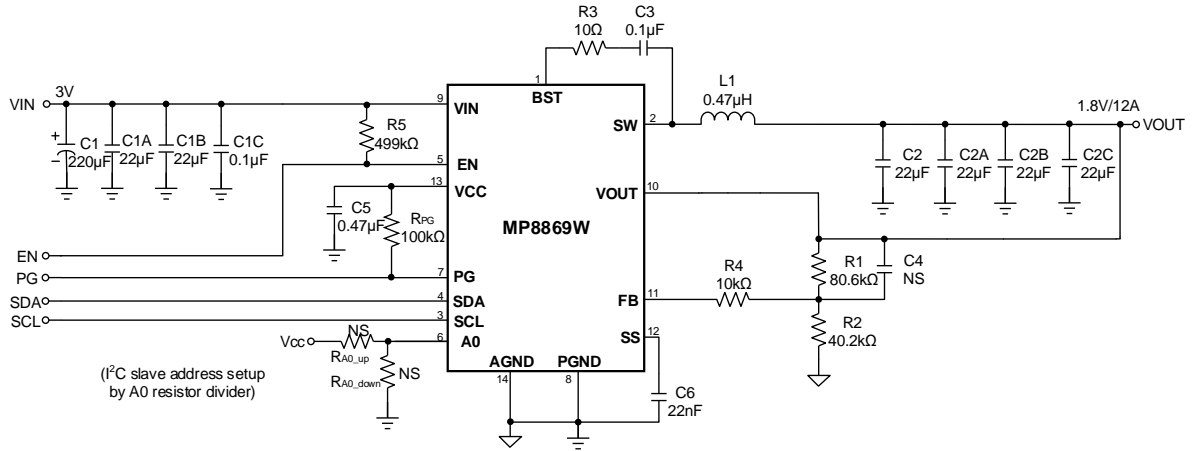 R3
10Ω
C3
0.1µF
VIN
3V
9
VIN
1
BST
L1
0.47µH
1.8V/12A
VOUT
SW
2
+
−
C1
220µF
C1A
22µF
C1B
22µF
C1C
0.1µF
R5
499kΩ
5
EN
13
VCC
C2
22µF
C2A
22µF
C2B
22µF
C2C
22µF
VOUT
10
C5
0.47µF
RPG
100kΩ
MP8869W
EN
PG
7
PG
R4
10kΩ
R1
80.6kΩ
C4
NS
SDA
4
SDA
FB
11
SCL
3
SCL
R2
40.2kΩ
Vcc
NS
6
A0
SS
12
RA0_up
RA0_down
NS
AGND
PGND
14
8
C6
22nF
(I²C slave address setup
by A0 resistor divider)